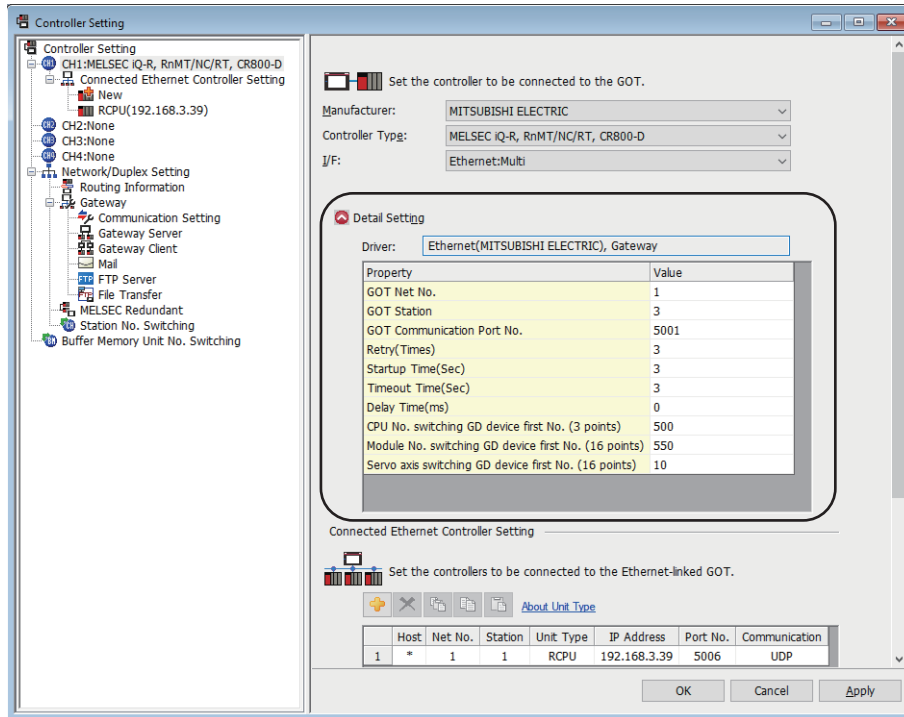 Controller Setting
Controller Setting
CH1:MELSEC iQ-R, RnMT/NC/RT, CR800-D
Connected Ethernet Controller Setting
New
RCPU(192.168.3.39)
CH2:None
CH3:None
CH4:None
Network/Duplex Setting
Routing Information
Gateway
Communication Setting
Gateway Server
Gateway Client
Mail
FTP Server
File Transfer
MELSEC Redundant
Station No. Switching
Buffer Memory Unit No. Switching
Set the controller to be connected to the GOT.
Manufacturer: MITSUBISHI ELECTRIC
Controller Type: MELSEC iQ-R, RnMT/NC/RT, CR800-D
I/F: Ethernet:Multi
Detail Setting
Driver: Ethernet(MITSUBISHI ELECTRIC), Gateway
Property Value
GOT Net No. 1
GOT Station 3
GOT Communication Port No. 5001
Retry(Times) 3
Startup Time(Sec) 3
Timeout Time(Sec) 3
Delay Time(ms) 0
CPU No. switching GD device first No. (3 points) 500
Module No. switching GD device first No. (16 points) 550
Servo axis switching GD device first No. (16 points) 10
Connected Ethernet Controller Setting
Set the controllers to be connected to the Ethernet-linked GOT.
About Unit Type
Host Net No. Station Unit Type IP Address Port No. Communication
1 * 1 1 RCPU 192.168.3.39 5006 UDP
OK Cancel Apply